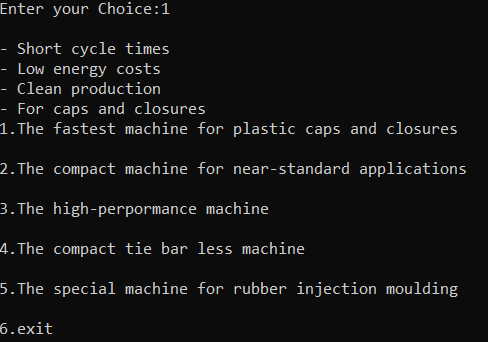 Enter your Choice:1
- Short cycle times
- Low energy costs
- Clean production
- For caps and closures
1.The fastest machine for plastic caps and closures
2.The compact machine for near-standard applications
3.The high-perpormance machine
4.The compact tie bar less machine
5.The special machine for rubber injection moulding
6.exit